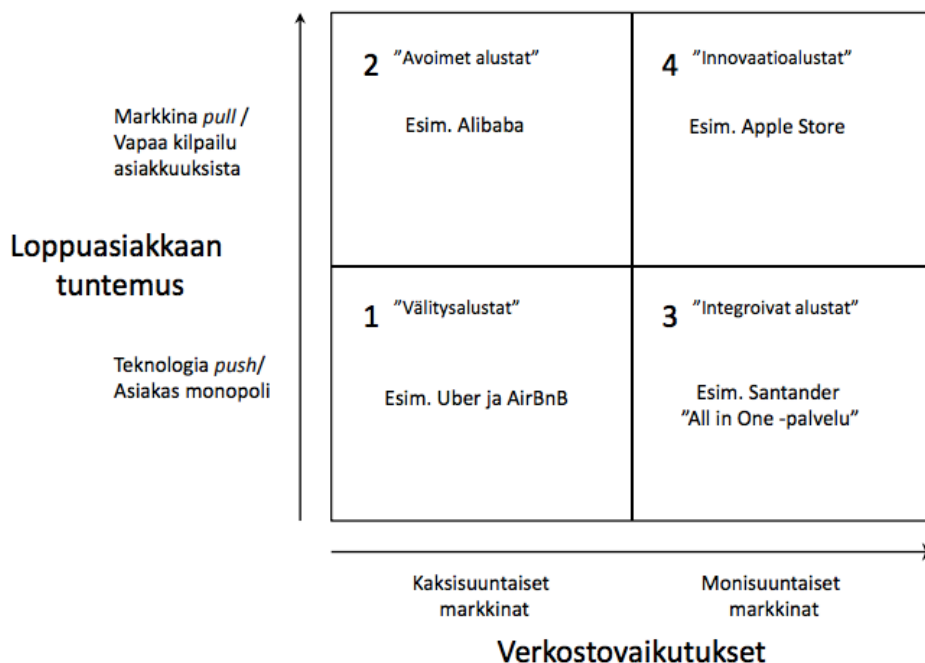 2 ”Avoimet alustat”
Esim. Alibaba
4 ”Innovaatioalustat”
Esim. Apple Store
Markkina pull /
Vapaa kilpailu
asiakkuuksista
Loppuasiakkaan
tuntemus
1 ”Välitysalustat”
Esim. Uber ja AirBnB
3 ”Integroivat alustat”
Esim. Santander
”All in One -palvelu”
Teknologia push/
Asiakas monopoli
Kaksisuuntaiset
markkinat
Monisuuntaiset
markkinat
Verkostovaikutukset